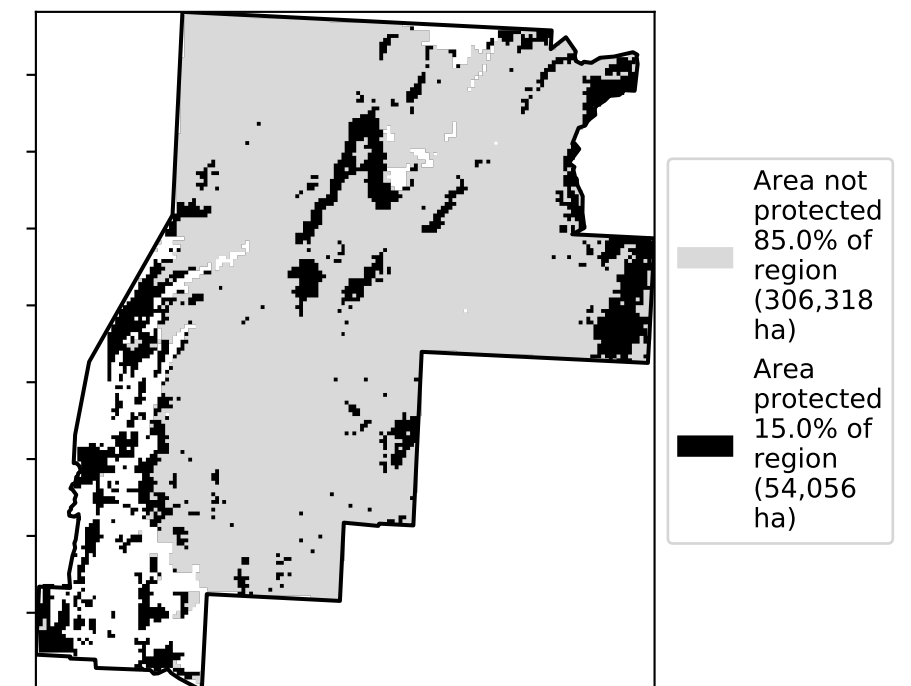 Area not
protected
85.0% of
region
(306,318
ha)
Area
protected
15.0% of
region
(54,056
ha)